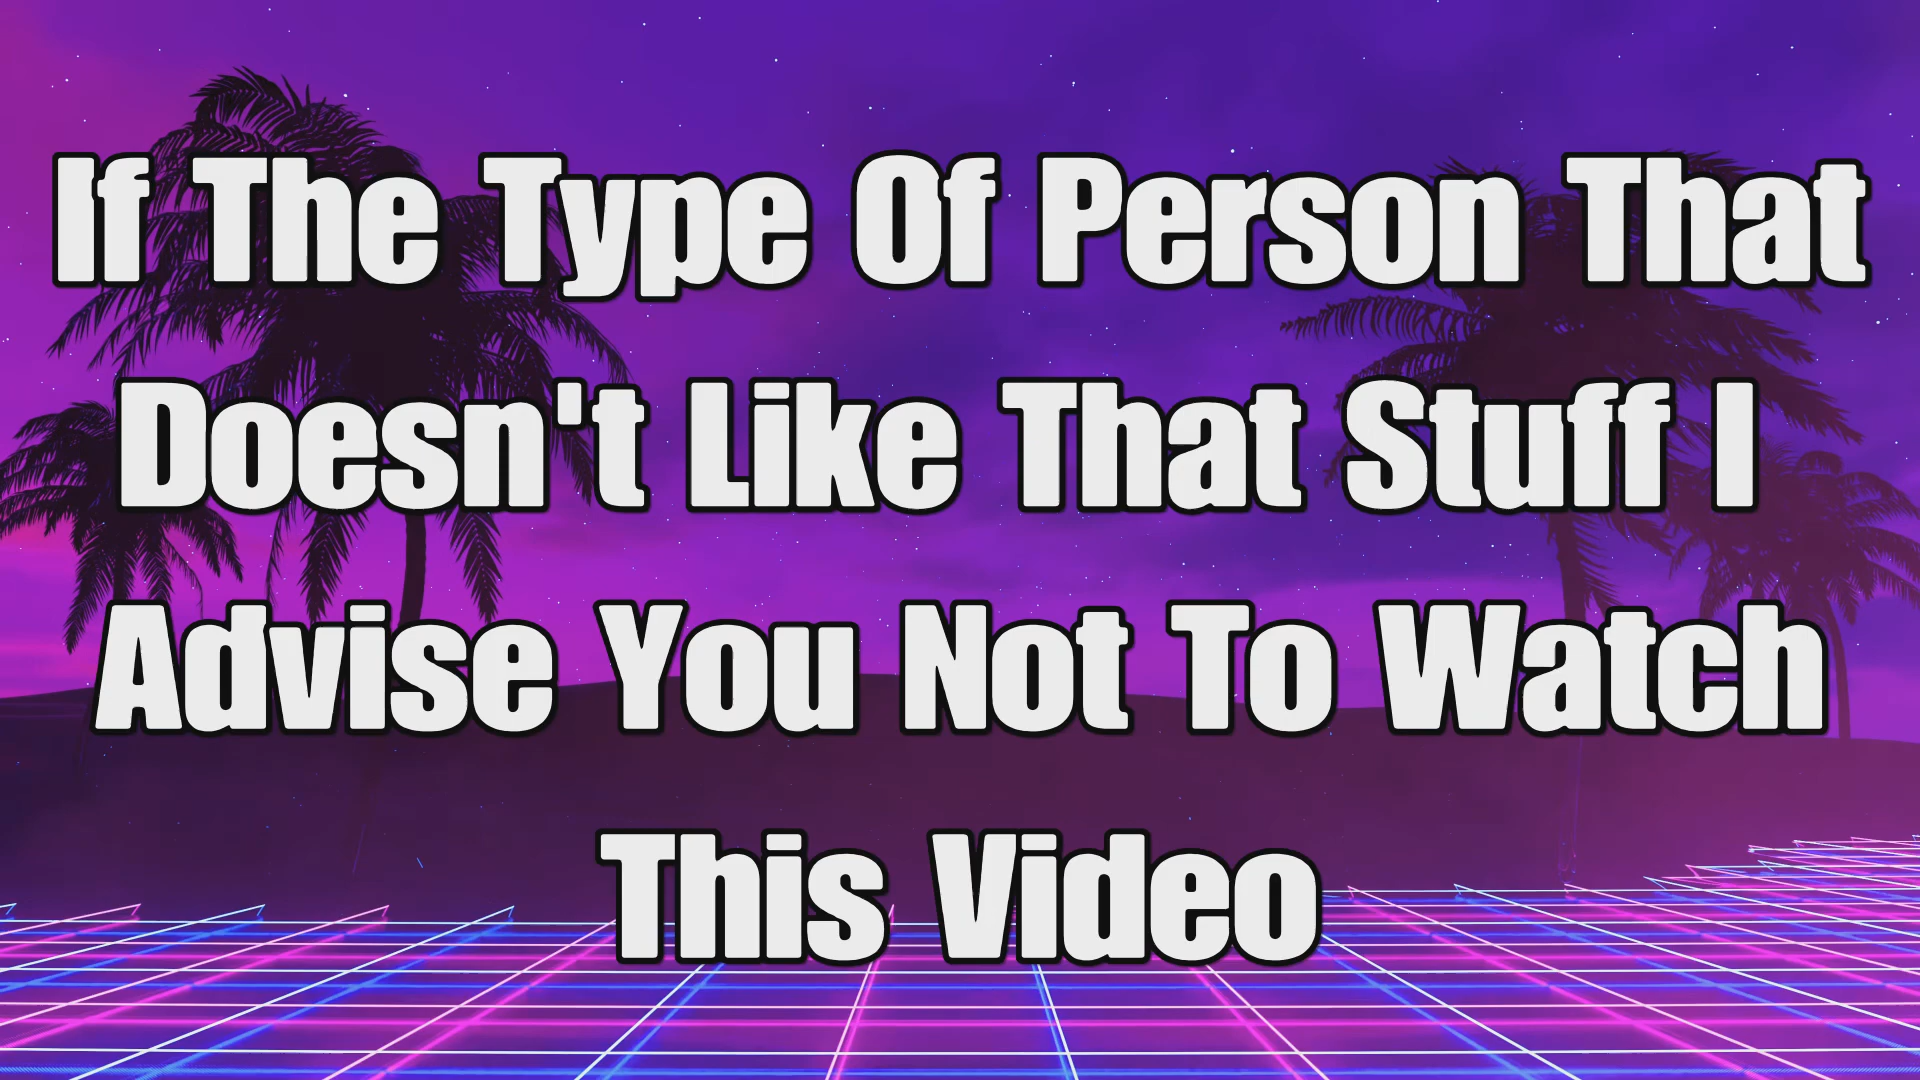 If The Type Of Person That
Doesn't Like That Stuff I
Advise You Not To Watch
This Video